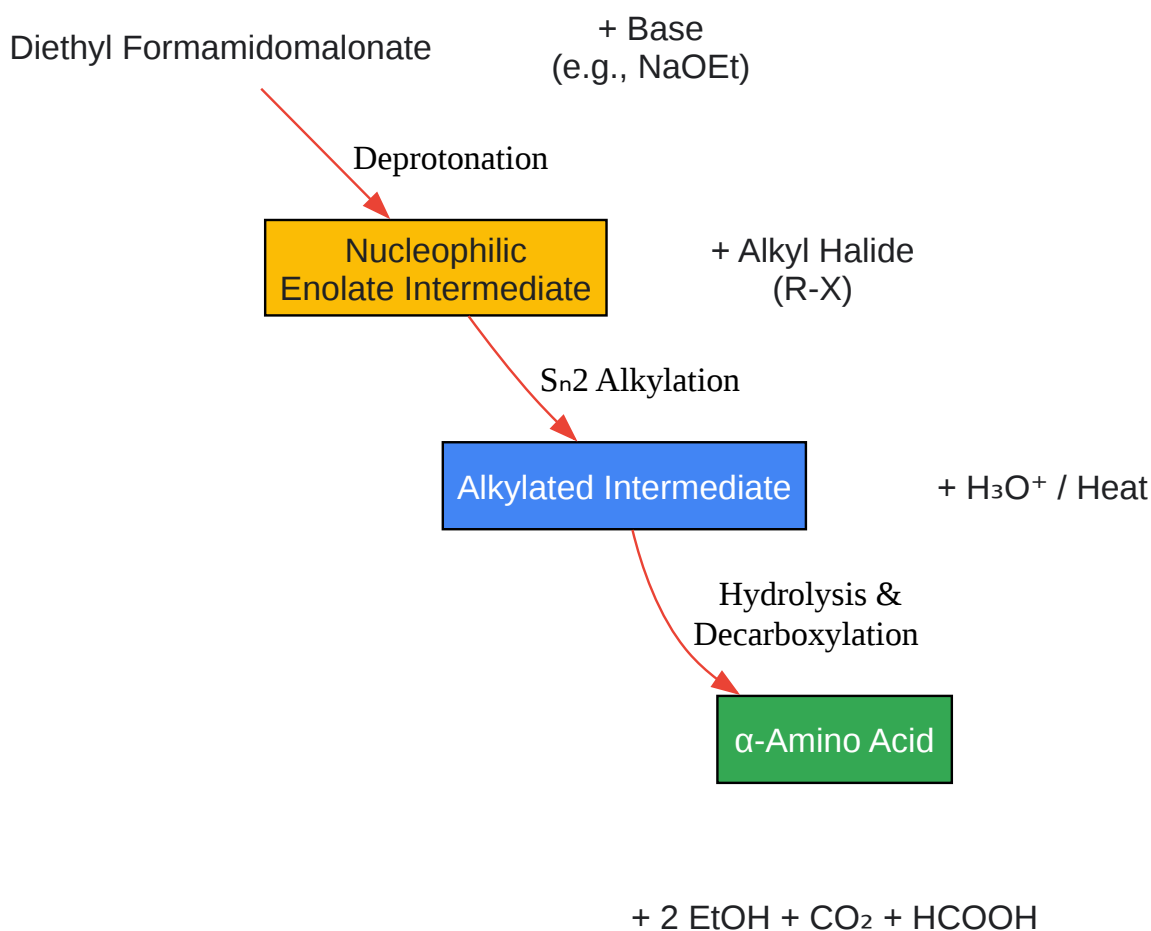 Diethyl Formamidomalonate
+ Base
(e.g., NaOEt)
Deprotonation
Nucleophilic
Enolate Intermediate
+ Alkyl Halide
(R-X)
Sₙ2 Alkylation
Alkylated Intermediate
+ H₃O⁺ / Heat
Hydrolysis &
Decarboxylation
α-Amino Acid
+ 2 EtOH + CO₂ + HCOOH